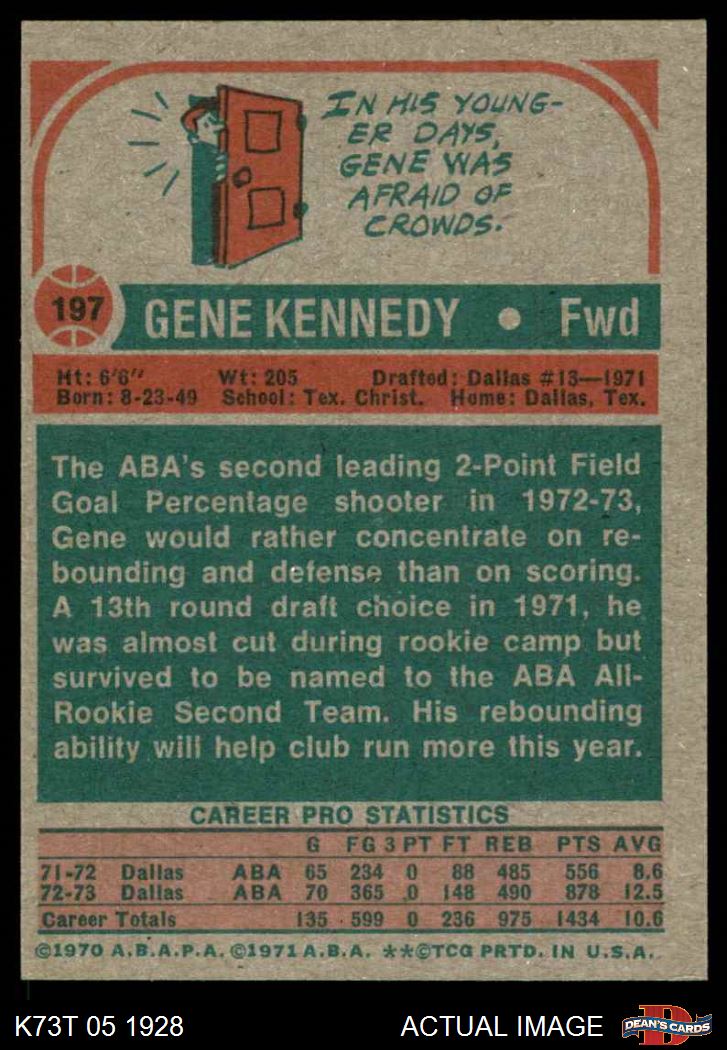 IN HIS YOUNG-
ER DAYS,
GENE WAS
AFRAID OF
CROWDS.
197 GENE KENNEDY • Fwd
Ht: 6'6" Wt: 205 Drafted: Dallas #13—1971
Born: 8-23-49 School: Tex. Christ. Home: Dallas, Tex.
The ABA's second leading 2-Point Field
Goal Percentage shooter in 1972-73,
Gene would rather concentrate on re-
bounding and defense than on scoring.
A 13th round draft choice in 1971, he
was almost cut during rookie camp but
survived to be named to the ABA All-
Rookie Second Team. His rebounding
ability will help club run more this year.
CAREER PRO STATISTICS
G FG 3 PT FT REB PTS AVG
71-72 Dallas ABA 65 234 0 88 485 556 8.6
72-73 Dallas ABA 70 365 0 148 490 878 12.5
Career Totals 135 599 0 236 975 1434 10.6
©1970 A.B.A.P.A. ©1971 A.B.A. **©TCG PRTD. IN U.S.A.
K73T 05 1928 ACTUAL IMAGE D DEAN'S CARDS